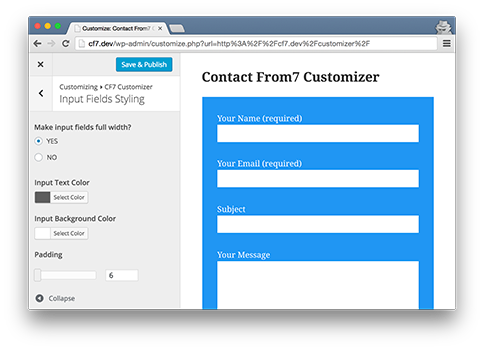 Customize: Contact From7
cf7.dev/wp-admin/customize.php?url=http%3A%2F%2Fcf7.dev%2Fcustomizer%2F
Save & Publish
Customizing ▸ CF7 Customizer
Input Fields Styling
Make input fields full width?
YES
NO
Input Text Color
Select Color
Input Background Color
Select Color
Padding
6
Collapse
Contact From7 Customizer
Your Name (required)
Your Email (required)
Subject
Your Message